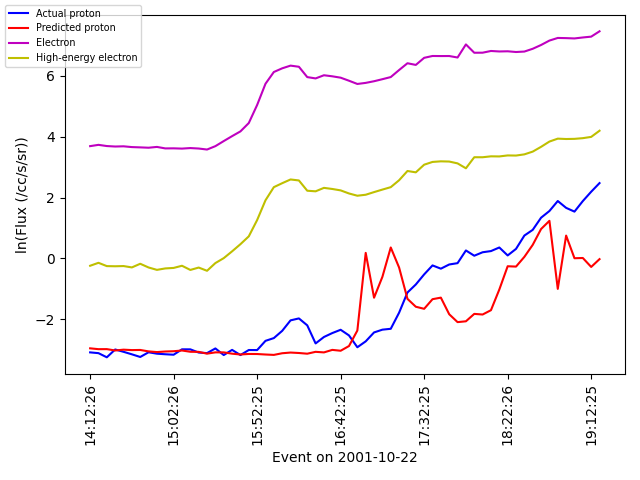 Actual proton
Predicted proton
Electron
High-energy electron
ln(Flux (/cc/s/sr))
6
4
2
0
−2
14:12:26
15:02:26
15:52:25
16:42:25
17:32:25
18:22:26
19:12:25
Event on 2001-10-22